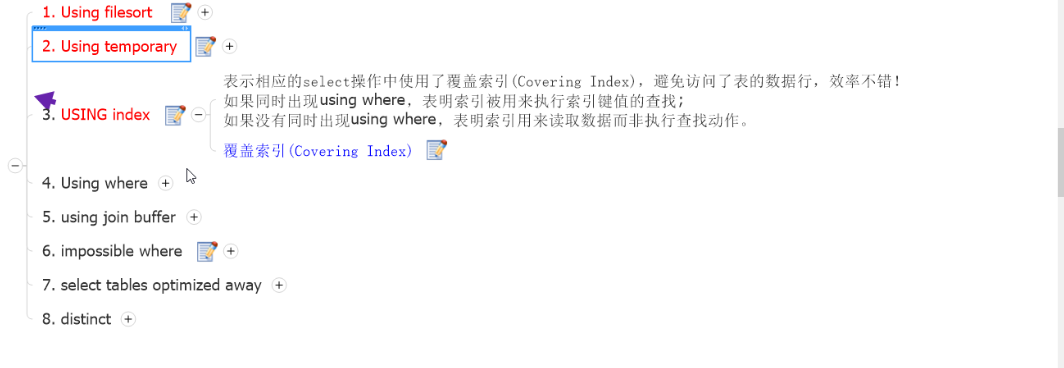 1. Using filesort
2. Using temporary
表示相应的select操作中使用了覆盖索引(Covering Index)，避免访问了表的数据行，效率不错！
如果同时出现using where，表明索引被用来执行索引键值的查找；
如果没有同时出现using where，表明索引用来读取数据而非执行查找动作。
3. USING index
覆盖索引(Covering Index)
4. Using where
5. using join buffer
6. impossible where
7. select tables optimized away
8. distinct